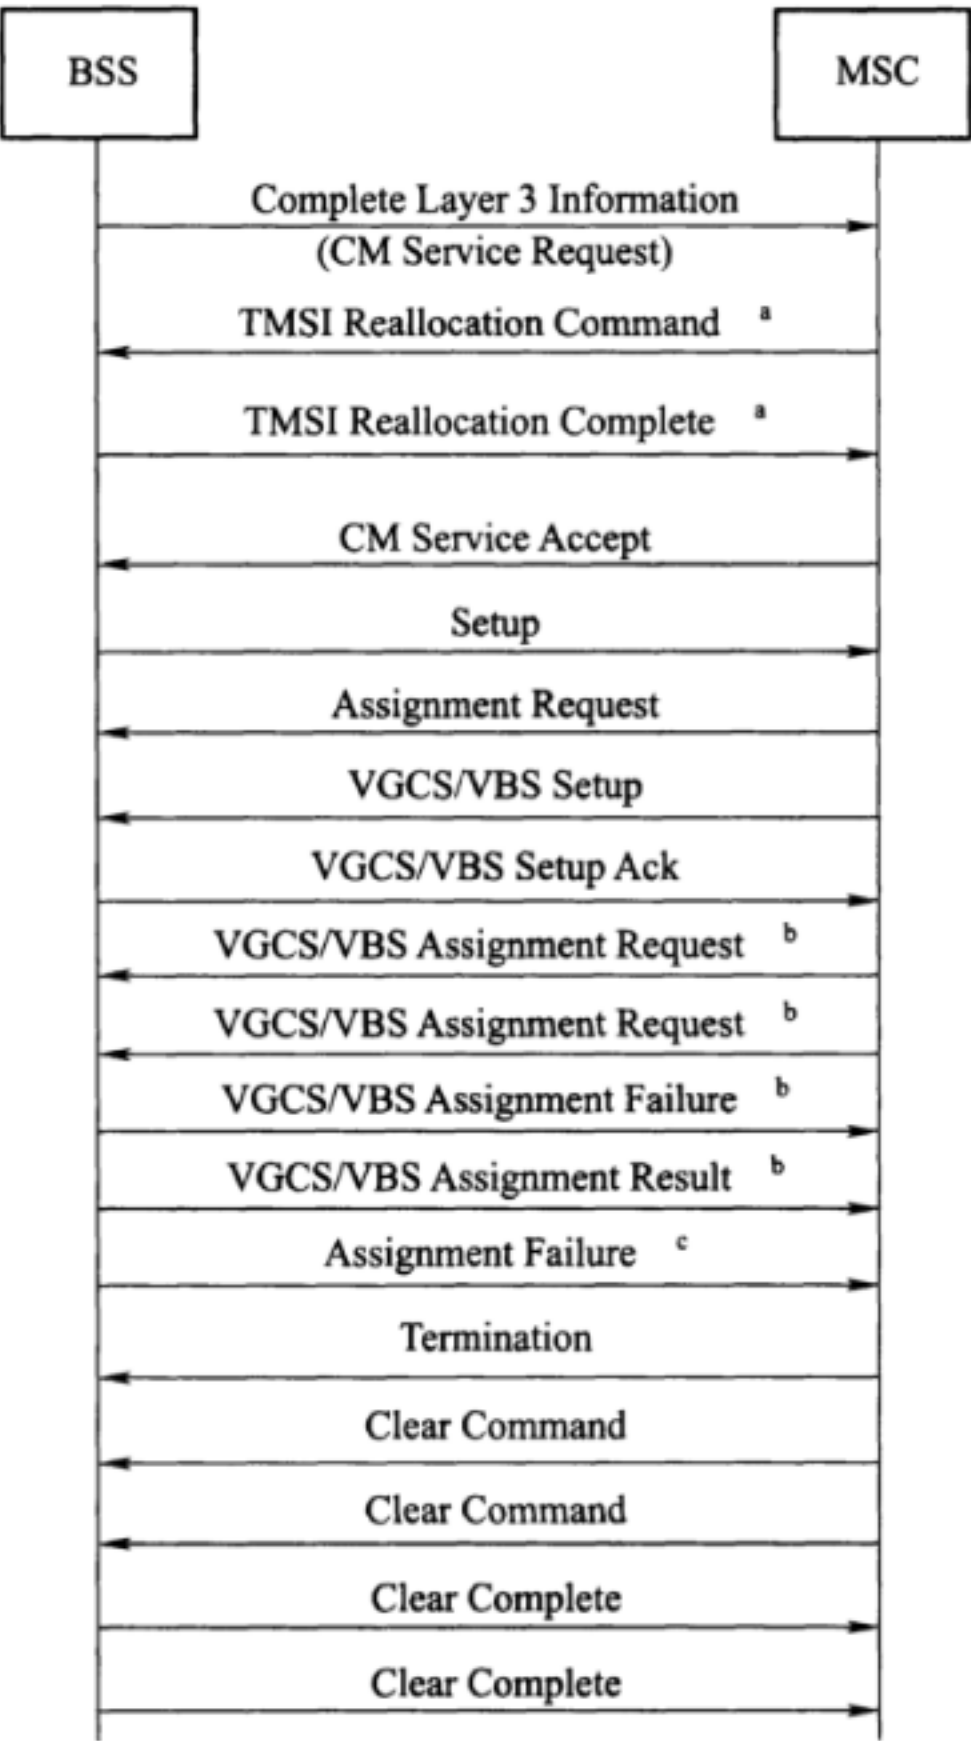 BSS
MSC
Complete Layer 3 Information
(CM Service Request)
TMSI Reallocation Command a
TMSI Reallocation Complete a
CM Service Accept
Setup
Assignment Request
VGCS/VBS Setup
VGCS/VBS Setup Ack
VGCS/VBS Assignment Request b
VGCS/VBS Assignment Request b
VGCS/VBS Assignment Failure b
VGCS/VBS Assignment Result b
Assignment Failure c
Termination
Clear Command
Clear Command
Clear Complete
Clear Complete